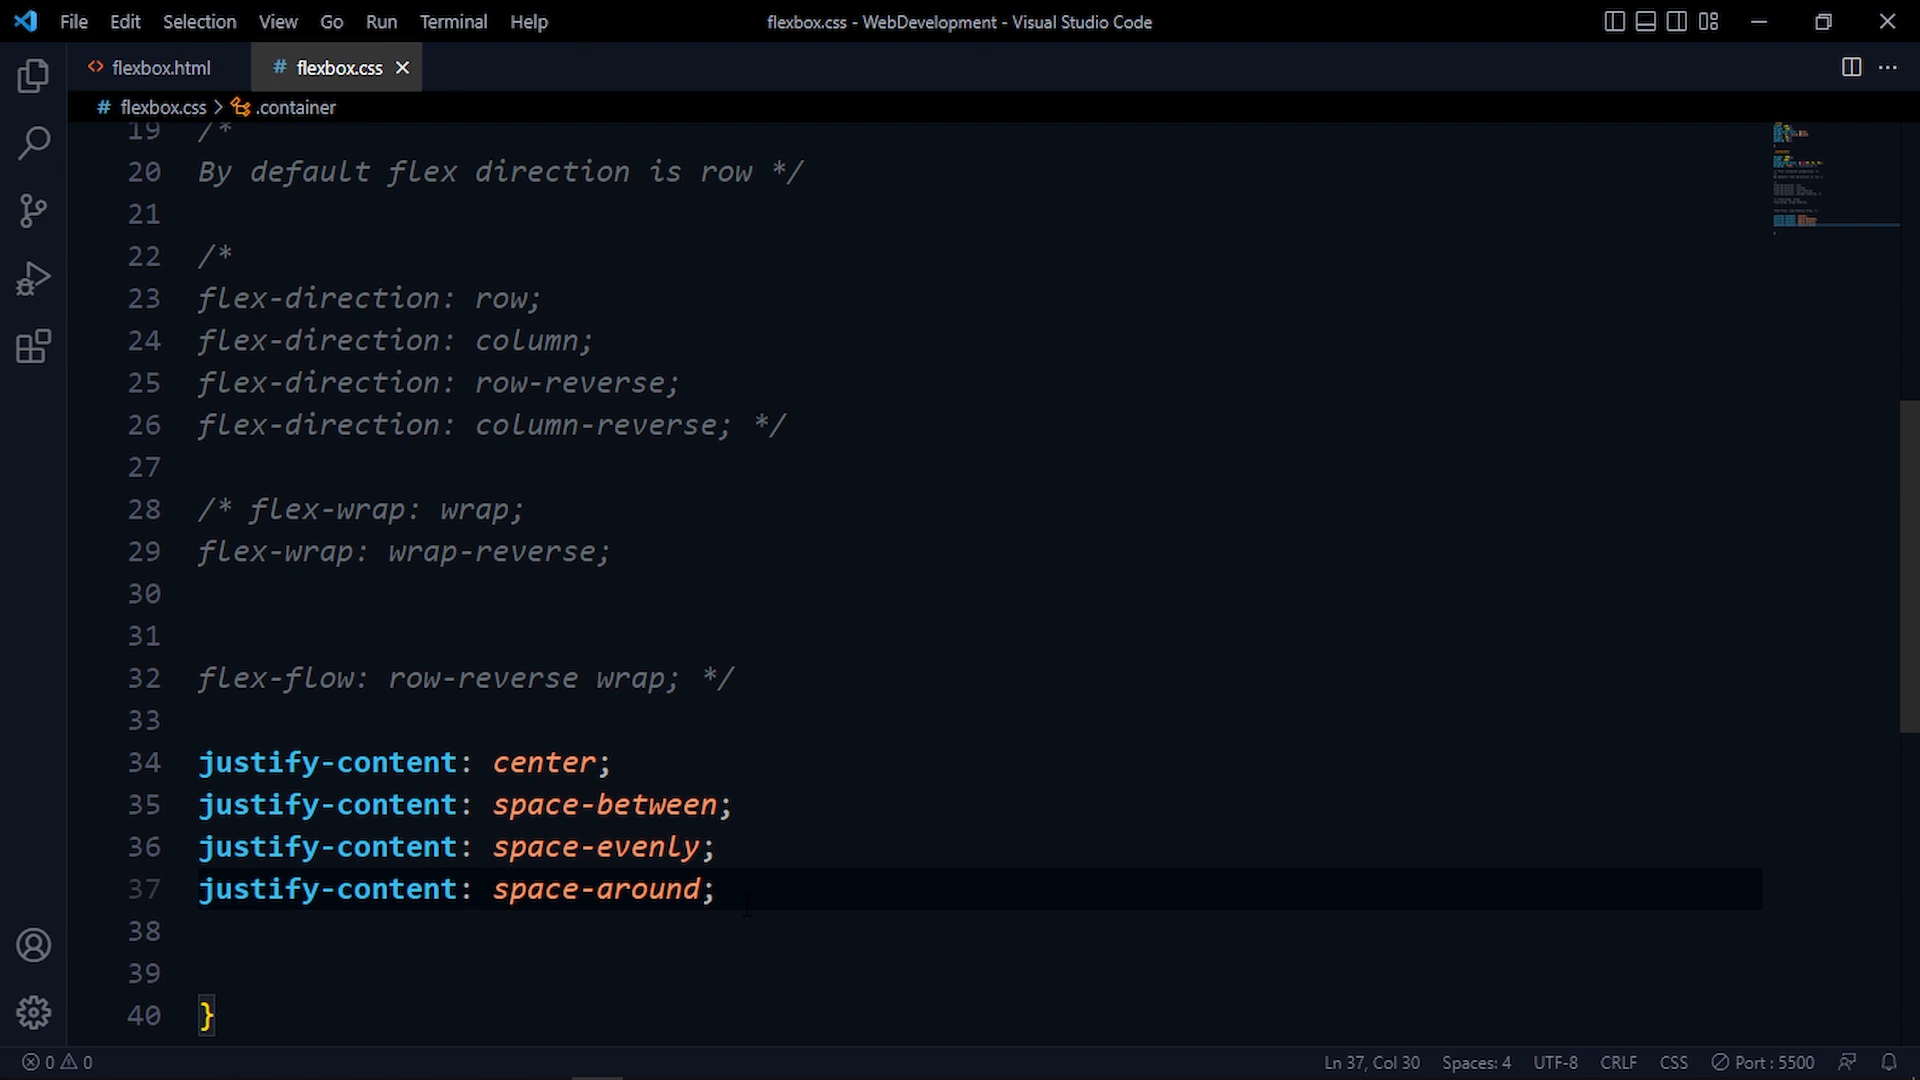 File Edit Selection View Go Run Terminal Help flexbox.css - WebDevelopment - Visual Studio Code
<> flexbox.html # flexbox.css
# flexbox.css > .container
19 /*
20 By default flex direction is row */
21
22 /*
23 flex-direction: row;
24 flex-direction: column;
25 flex-direction: row-reverse;
26 flex-direction: column-reverse; */
27
28 /* flex-wrap: wrap;
29 flex-wrap: wrap-reverse;
30
31
32 flex-flow: row-reverse wrap; */
33
34 justify-content: center;
35 justify-content: space-between;
36 justify-content: space-evenly;
37 justify-content: space-around;
38
39
40 }
0 0 Ln 37, Col 30 Spaces: 4 UTF-8 CRLF CSS Port : 5500